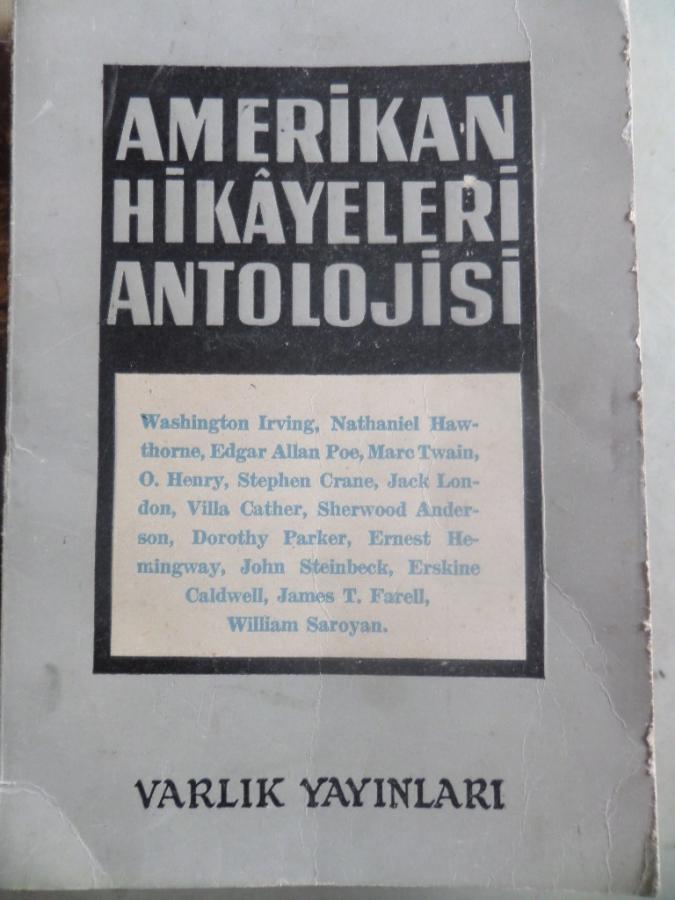 AMERİKAN
HİKÂYELERİ
ANTOLOJİSİ
Washington Irving, Nathaniel Haw-
thorne, Edgar Allan Poe, Marc Twain,
O. Henry, Stephen Crane, Jack Lon-
don, Villa Cather, Sherwood Ander-
son, Dorothy Parker, Ernest He-
mingway, John Steinbeck, Erskine
Caldwell, James T. Farell,
William Saroyan.
VARLIK YAYINLARI